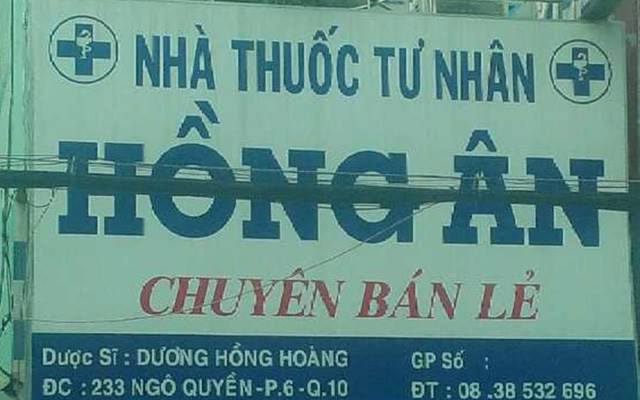 NHÀ THUỐC TƯ NHÂN
HỒNG ÂN
CHUYÊN BÁN LẺ
Dược Sĩ : DƯƠNG HỒNG HOÀNG
GP Số :
ĐC : 233 NGÔ QUYỀN-P.6-Q.10
ĐT : 08.38 532 696